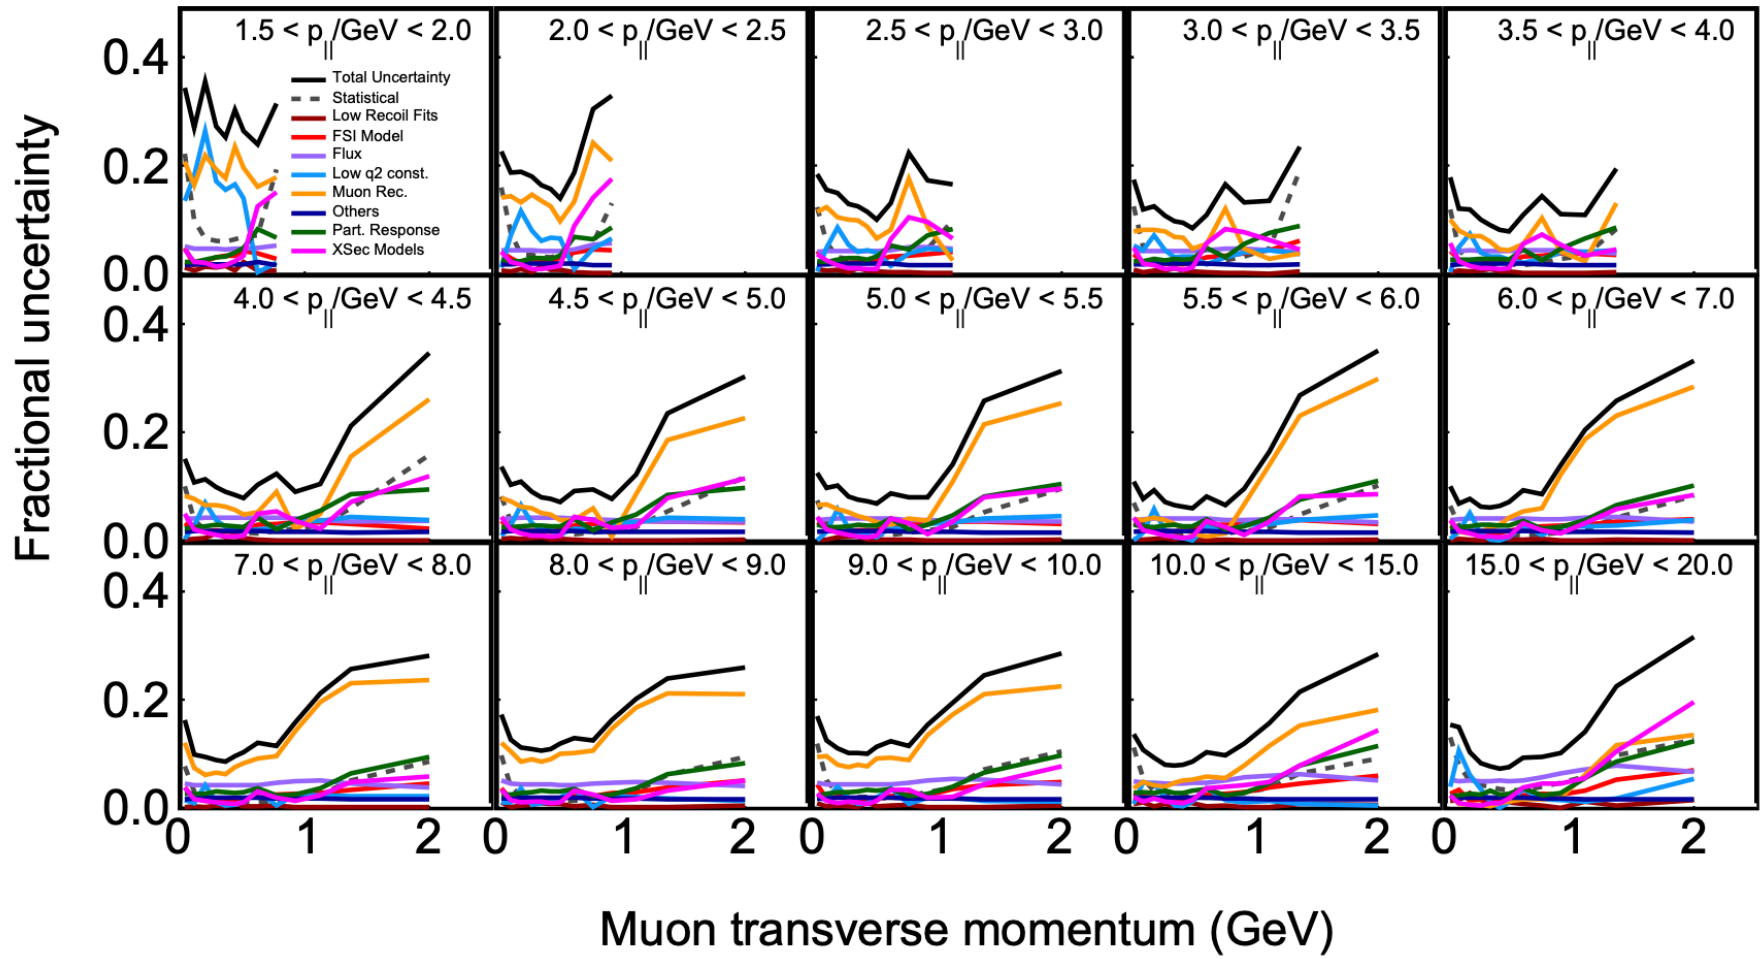 1.5 < p||/GeV < 2.0
2.0 < p||/GeV < 2.5
2.5 < p||/GeV < 3.0
3.0 < p||/GeV < 3.5
3.5 < p||/GeV < 4.0
Total Uncertainty
Statistical
Low Recoil Fits
FSI Model
Flux
Low q2 const.
Muon Rec.
Others
Part. Response
XSec Models
0.4
0.2
0.0
4.0 < p||/GeV < 4.5
4.5 < p||/GeV < 5.0
5.0 < p||/GeV < 5.5
5.5 < p||/GeV < 6.0
6.0 < p||/GeV < 7.0
0.4
0.2
0.0
7.0 < p||/GeV < 8.0
8.0 < p||/GeV < 9.0
9.0 < p||/GeV < 10.0
10.0 < p||/GeV < 15.0
15.0 < p||/GeV < 20.0
0.4
0.2
0.0
0 1 2 0 1 2 0 1 2 0 1 2 0 1 2
Fractional uncertainty
Muon transverse momentum (GeV)